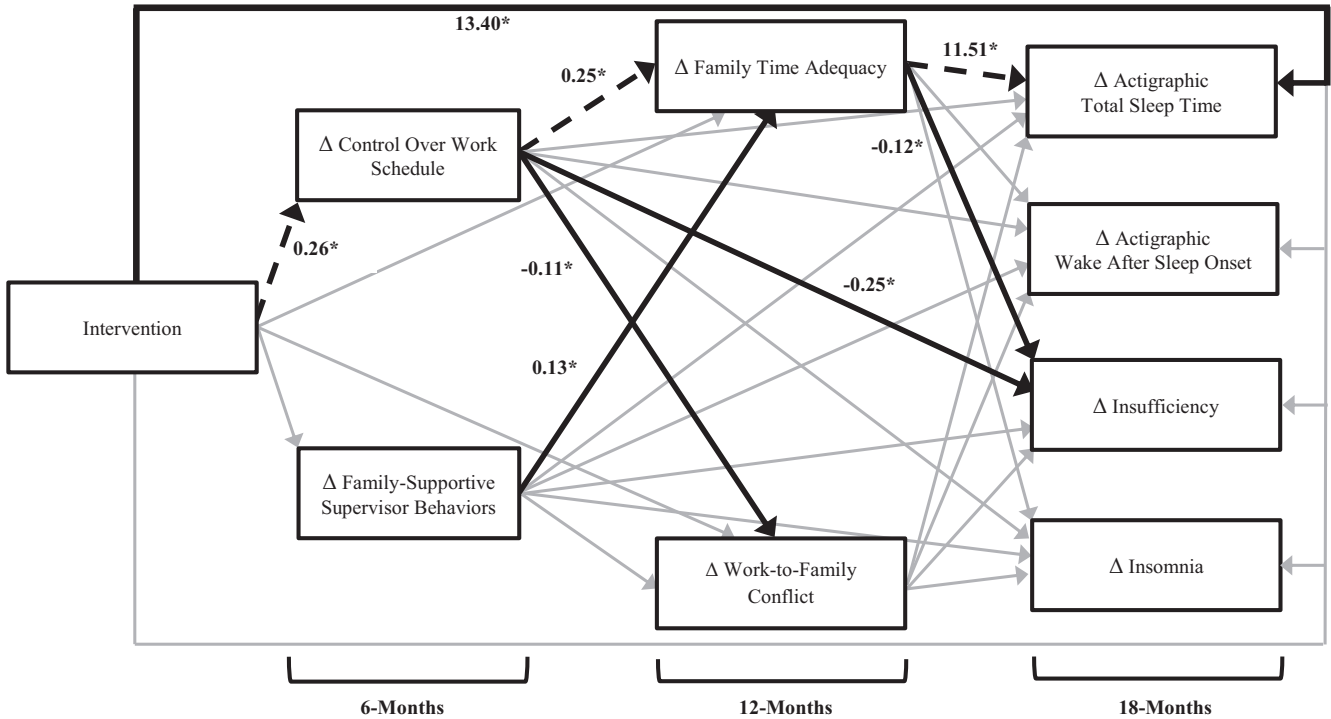 13.40*
Δ Family Time Adequacy
11.51*
Δ Actigraphic
Total Sleep Time
0.25*
Δ Control Over Work
Schedule
-0.12*
0.26*
-0.11*
Δ Actigraphic
Wake After Sleep Onset
-0.25*
Intervention
0.13*
Δ Insufficiency
Δ Family-Supportive
Supervisor Behaviors
Δ Work-to-Family
Conflict
Δ Insomnia
6-Months
12-Months
18-Months